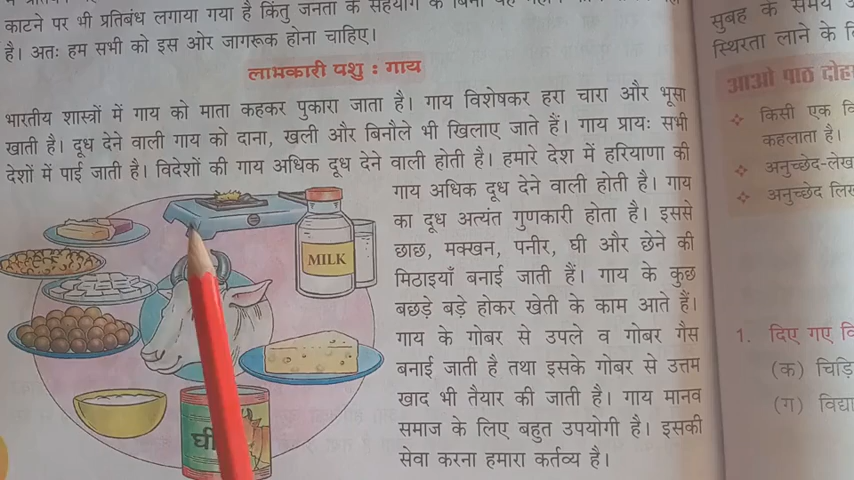 काटने पर भी प्रतिबंध लगाया गया है किंतु जनता के सहयोग के बिना यह
है। अतः हम सभी को इस ओर जागरूक होना चाहिए।
लाभकारी पशु : गाय
भारतीय शास्त्रों में गाय को माता कहकर पुकारा जाता है। गाय विशेषकर हरा चारा और भूसा
खाती है। दूध देने वाली गाय को दाना, खली और बिनौले भी खिलाए जाते हैं। गाय प्रायः सभी
देशों में पाई जाती है। विदेशों की गाय अधिक दूध देने वाली होती है। हमारे देश में हरियाणा की
गाय अधिक दूध देने वाली होती है। गाय
का दूध अत्यंत गुणकारी होता है। इससे
छाछ, मक्खन, पनीर, घी और छेने की
मिठाइयाँ बनाई जाती हैं। गाय के कुछ
बछड़े बड़े होकर खेती के काम आते हैं।
गाय के गोबर से उपले व गोबर गैस
बनाई जाती है तथा इसके गोबर से उत्तम
खाद भी तैयार की जाती है। गाय मानव
समाज के लिए बहुत उपयोगी है। इसकी
सेवा करना हमारा कर्तव्य है।
MILK
घी
सुबह के समय
स्थिरता लाने के
आओ पाठ दोह
किसी एक
कहलाता है।
अनुच्छेद-लेख
अनुच्छेद लिख
1. दिए गए
(क) चिड़ि
(ग) विद्या